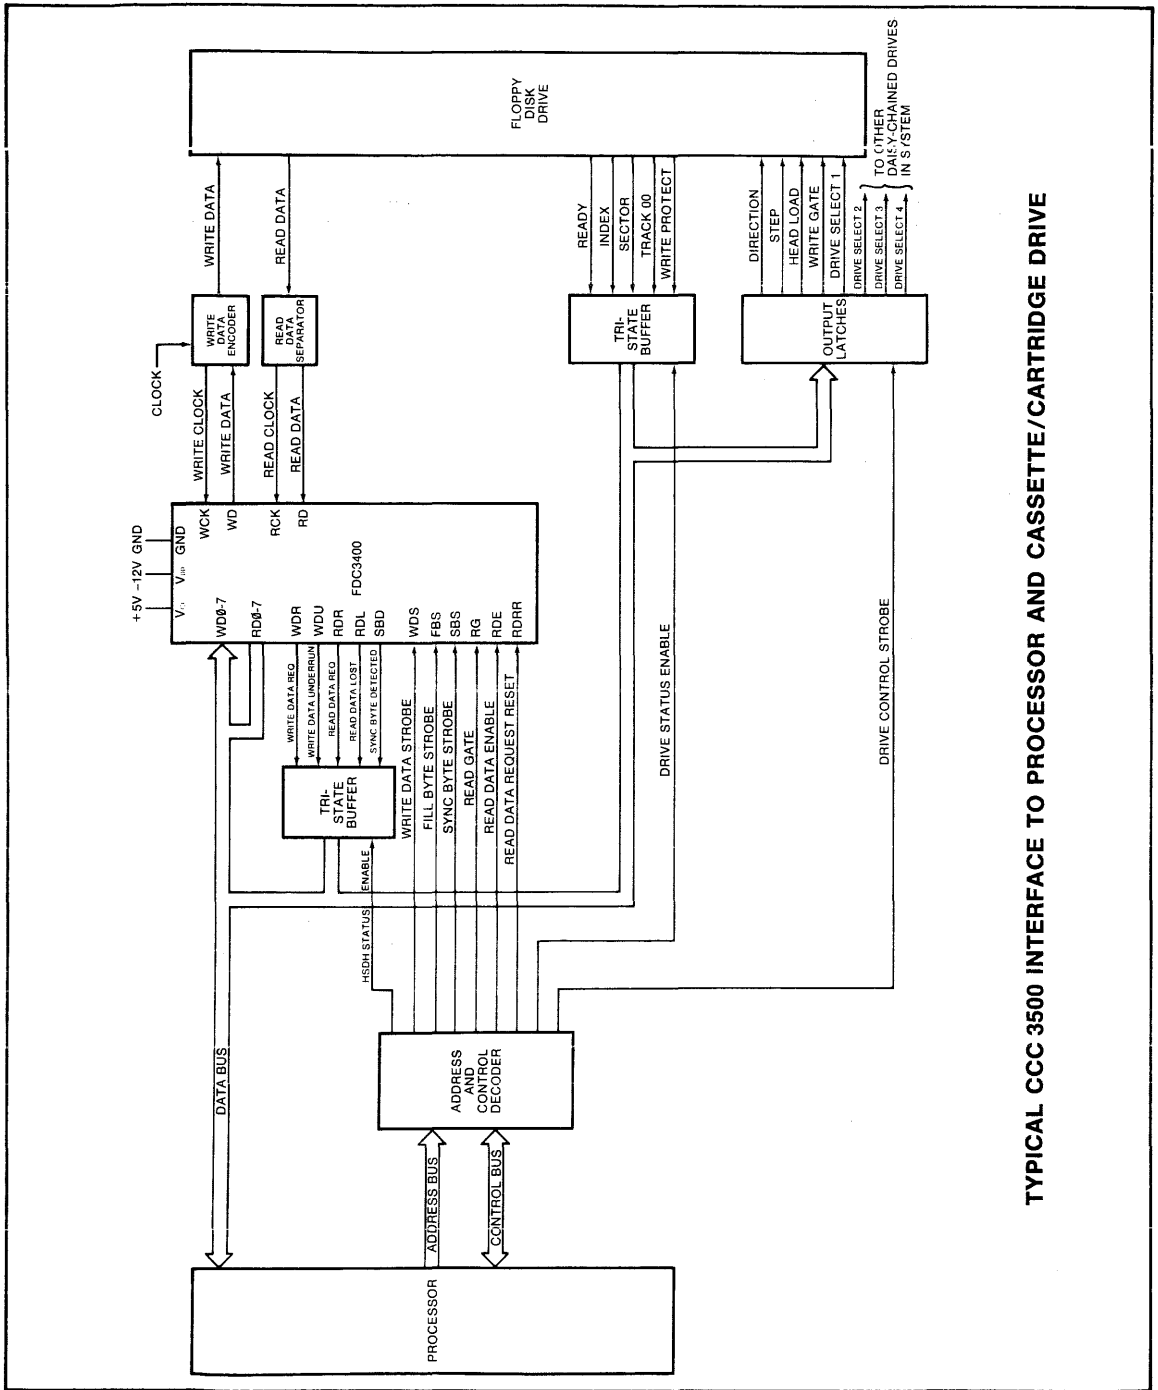 FLOPPY
DISK
DRIVE
WRITE DATA
READ DATA
READY
INDEX
SECTOR
TRACK 00
WRITE PROTECT
DIRECTION
STEP
HEAD LOAD
WRITE GATE
DRIVE SELECT 1
DRIVE SELECT 2
DRIVE SELECT 3
DRIVE SELECT 4
TO OTHER
DAISY-CHAINED DRIVES
IN SYSTEM
CLOCK
WRITE
DATA
ENCODER
READ
DATA
SEPARATOR
TRI-
STATE
BUFFER
OUTPUT
LATCHES
WRITE CLOCK
WRITE DATA
READ CLOCK
READ DATA
+5V -12V GND
GND
WCK
WD
RCK
RD
FDC3400
WDØ-7
RDØ-7
WDR
WDU
RDR
RDL
SBD
WDS
FBS
SBS
RG
RDE
RDRR
WRITE DATA REQ
WRITE DATA UNDERRUN
READ DATA REQ
READ DATA LOST
SYNC BYTE DETECTED
TRI-
STATE
BUFFER
WRITE DATA STROBE
FILL BYTE STROBE
SYNC BYTE STROBE
READ GATE
READ DATA ENABLE
READ DATA REQUEST RESET
HSDH STATUS ENABLE
DRIVE STATUS ENABLE
DRIVE CONTROL STROBE
DATA BUS
ADDRESS
AND
CONTROL
DECODER
ADDRESS BUS
CONTROL BUS
PROCESSOR
TYPICAL CCC 3500 INTERFACE TO PROCESSOR AND CASSETTE/CARTRIDGE DRIVE